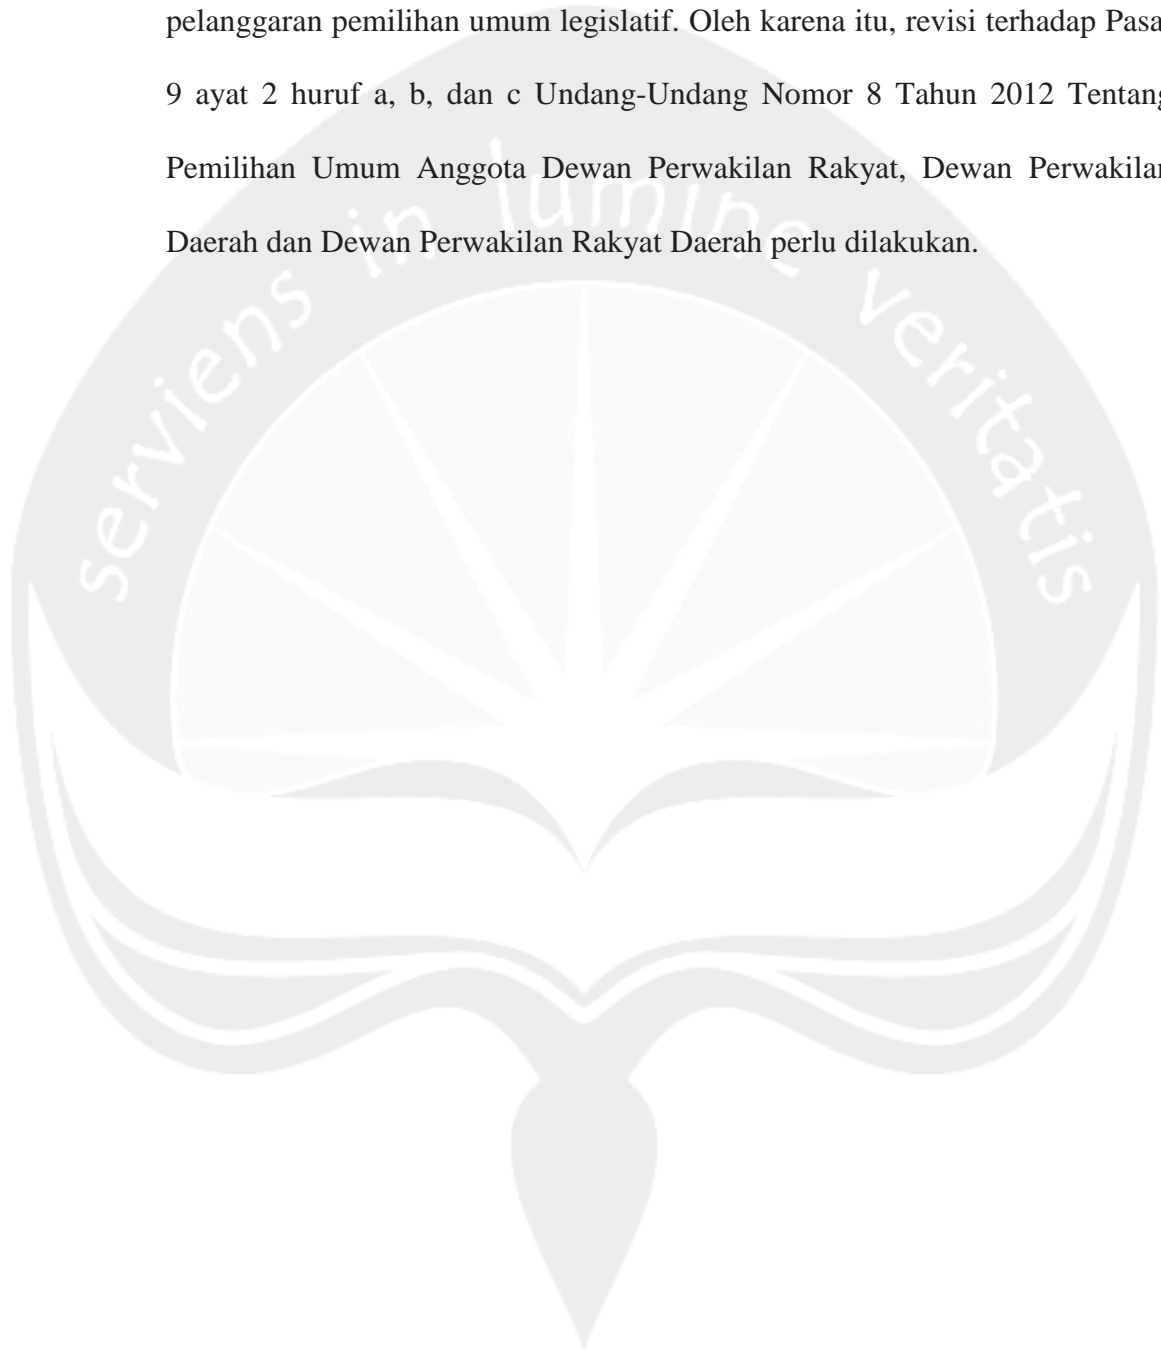 pelanggaran pemilihan umum legislatif. Oleh karena itu, revisi terhadap Pasa
9 ayat 2 huruf a, b, dan c Undang-Undang Nomor 8 Tahun 2012 Tentang
Pemilihan Umum Anggota Dewan Perwakilan Rakyat, Dewan Perwakilan
Daerah dan Dewan Perwakilan Rakyat Daerah perlu dilakukan.
serviens in lumine veritatis